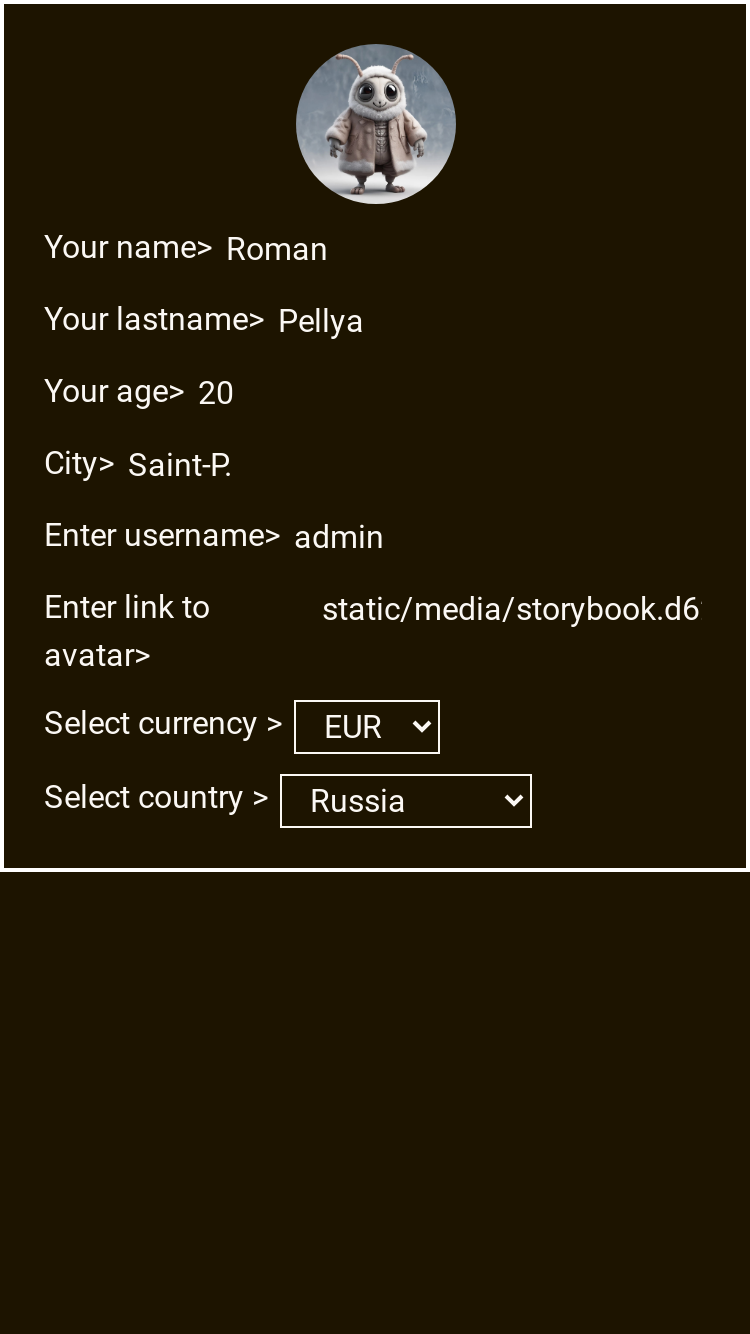 Your name> Roman
Your lastname> Pellya
Your age> 20
City> Saint-P.
Enter username> admin
Enter link to static/media/storybook.d6
avatar>
Select currency > EUR
Select country > Russia